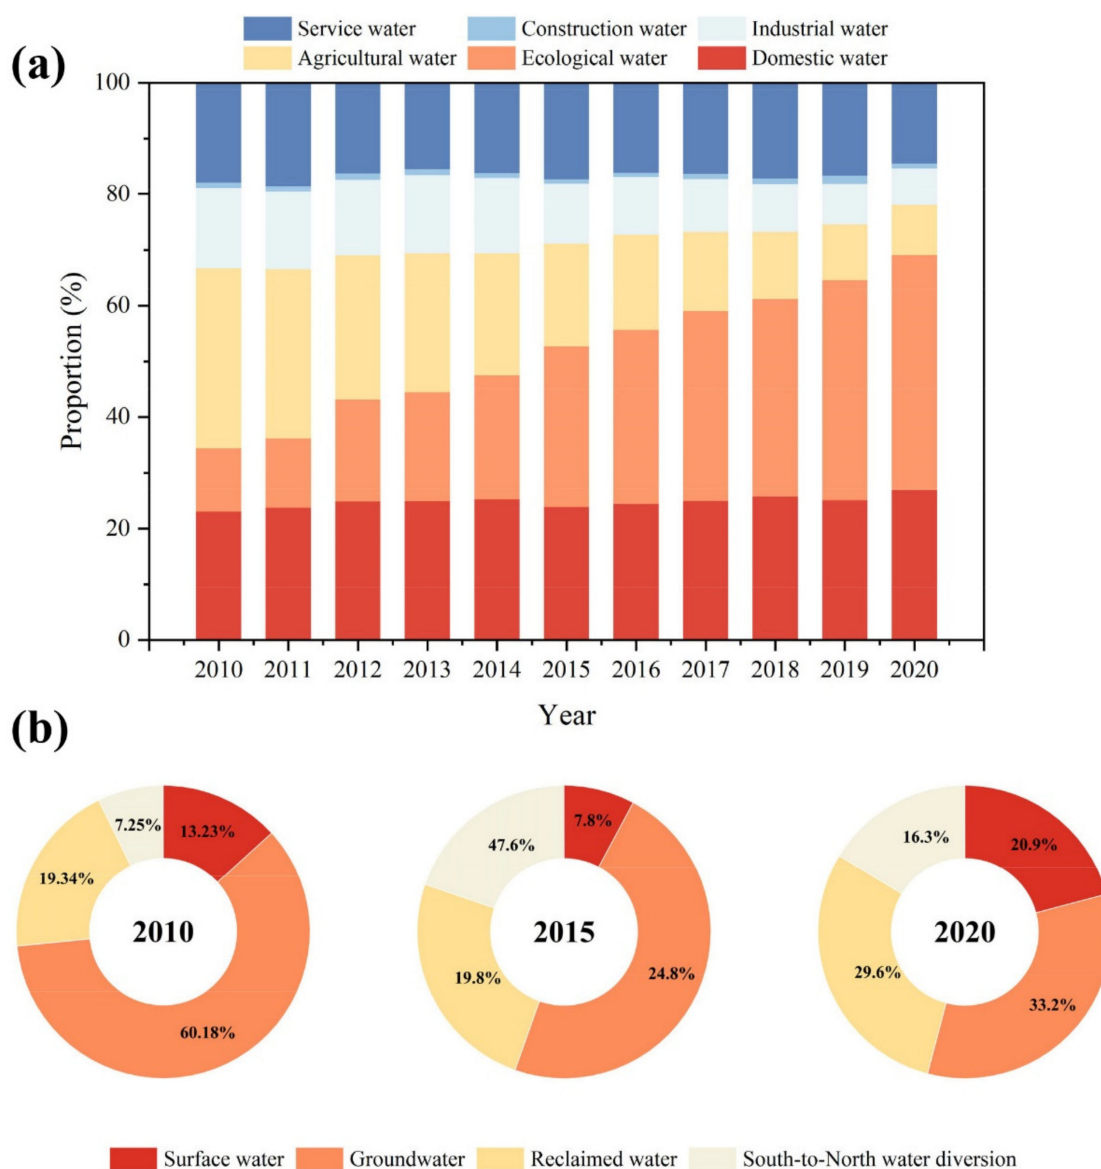 Service water Construction water Industrial water
Agricultural water Ecological water Domestic water
(a)
100
80
60
40
20
0
Proportion (%)
2010 2011 2012 2013 2014 2015 2016 2017 2018 2019 2020
Year
(b)
7.25% 13.23% 19.34% 2010 60.18%
47.6% 7.8% 19.8% 2015 24.8%
16.3% 20.9% 29.6% 2020 33.2%
Surface water Groundwater Reclaimed water South-to-North water diversion